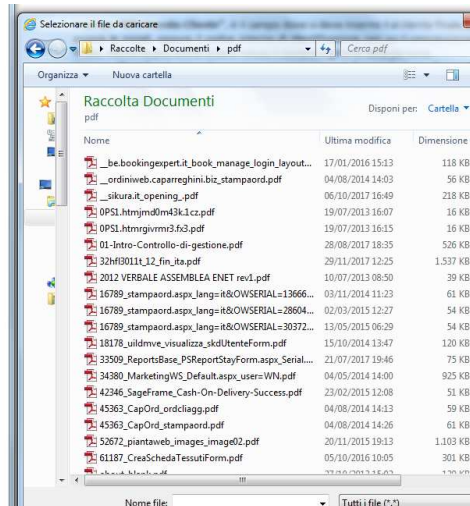 Selezionare il file da caricare
Raccolte Documenti pdf Cerca pdf
Organizza Nuova cartella
Raccolta Documenti
pdf
Disponi per: Cartella
Nome Ultima modifica Dimensione
__be.bookingexpert.it_book_manage_login_layout... 17/01/2016 15:13 118 KB
__ordiniweb.caparreghini.biz_stampaord.pdf 04/08/2014 14:03 56 KB
__sikura.it_opening_.pdf 06/10/2017 16:49 218 KB
0PS1.htmjmd0m43k.1cz.pdf 19/07/2013 16:07 16 KB
0PS1.htmrgivrmr3.fx3.pdf 19/07/2013 16:15 16 KB
01-Intro-Controllo-di-gestione.pdf 28/08/2017 18:35 526 KB
32hfl3011t_12_fin_ita.pdf 29/11/2017 12:25 1.537 KB
2012 VERBALE ASSEMBLEA ENET rev1.pdf 10/07/2013 08:50 39 KB
16789_stampaord.aspx_lang=it&OWSERIAL=13666... 03/11/2014 11:23 61 KB
16789_stampaord.aspx_lang=it&OWSERIAL=28604... 02/03/2015 12:27 54 KB
16789_stampaord.aspx_lang=it&OWSERIAL=30372... 13/05/2015 06:29 54 KB
18178_uildmve_visualizza_skdUtenteForm.pdf 15/10/2014 13:47 120 KB
33509_ReportsBase_PSReportStayForm.aspx_Serial.... 21/07/2017 19:46 75 KB
34380_MarketingWS_Default.aspx_user=WN.pdf 04/05/2014 14:00 925 KB
42346_SageFrame_Cash-On-Delivery-Success.pdf 23/02/2015 12:08 51 KB
45363_CapOrd_ordcliagg.pdf 04/08/2014 14:13 59 KB
45363_CapOrd_stampaord.pdf 04/08/2014 14:26 61 KB
52672_piantaweb_images_image02.pdf 20/11/2015 19:13 1.103 KB
61187_CreaSchedaTessutiForm.pdf 05/10/2016 10:05 301 KB
Nome file: Tutti i file (*.*)